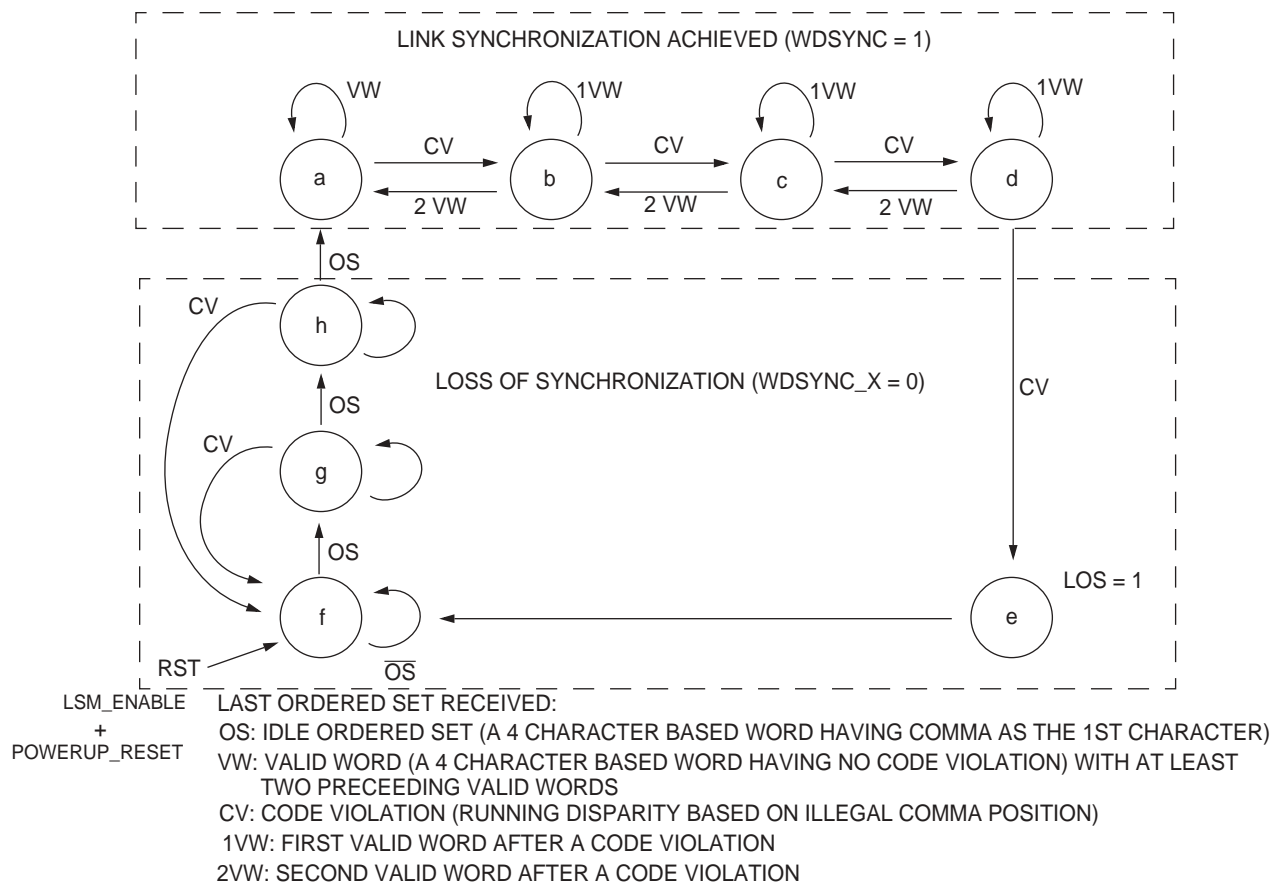 LINK SYNCHRONIZATION ACHIEVED (WDSYNC = 1)
VW
1VW
1VW
1VW
CV
CV
CV
a
b
c
d
2 VW
2 VW
2 VW
OS
CV
h
LOSS OF SYNCHRONIZATION (WDSYNC_X = 0)
CV
OS
CV
g
OS
LOS = 1
f
e
RST
OS
LSM_ENABLE
+
POWERUP_RESET
LAST ORDERED SET RECEIVED:
OS: IDLE ORDERED SET (A 4 CHARACTER BASED WORD HAVING COMMA AS THE 1ST CHARACTER)
VW: VALID WORD (A 4 CHARACTER BASED WORD HAVING NO CODE VIOLATION) WITH AT LEAST
TWO PRECEEDING VALID WORDS
CV: CODE VIOLATION (RUNNING DISPARITY BASED ON ILLEGAL COMMA POSITION)
1VW: FIRST VALID WORD AFTER A CODE VIOLATION
2VW: SECOND VALID WORD AFTER A CODE VIOLATION